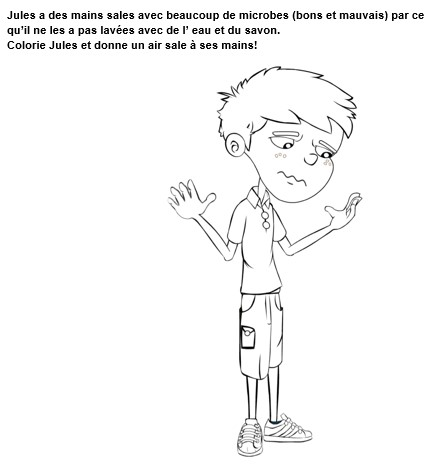 Jules a des mains sales avec beaucoup de microbes (bons et mauvais) par ce
qu'il ne les a pas lavées avec de l' eau et du savon.
Colorie Jules et donne un air sale à ses mains!